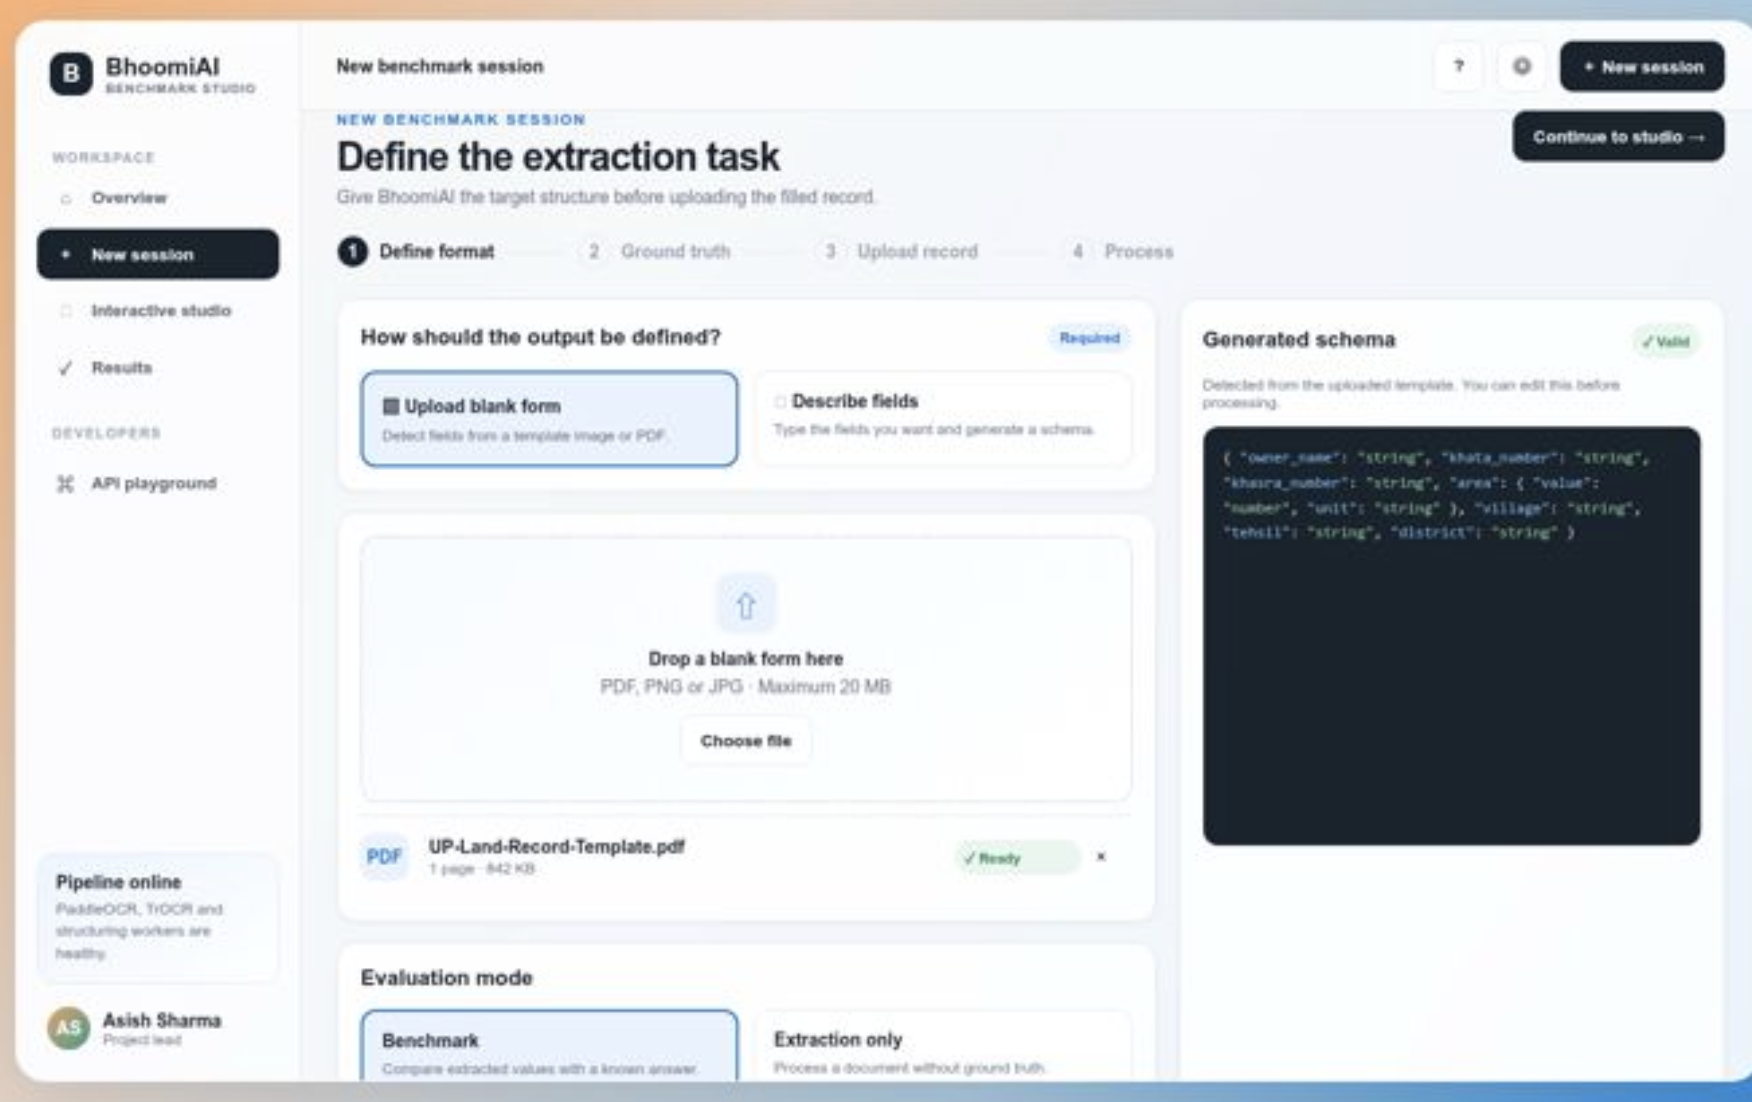 B
BhoomiAI
BENCHMARK STUDIO
WORKSPACE
Overview
+ New session
Interactive studio
✓ Results
DEVELOPERS
⌘ API playground
Pipeline online
PaddleOCR, TrOCR and
structuring workers are
healthy.
AS
Asish Sharma
Project lead
New benchmark session
?
+ New session
NEW BENCHMARK SESSION
Define the extraction task
Give BhoomiAI the target structure before uploading the filled record.
Continue to studio →
1 Define format
2 Ground truth
3 Upload record
4 Process
How should the output be defined?
Required
Upload blank form
Detect fields from a template image or PDF.
Describe fields
Type the fields you want and generate a schema.
Drop a blank form here
PDF, PNG or JPG · Maximum 20 MB
Choose file
PDF
UP-Land-Record-Template.pdf
1 page · 842 KB
✓ Ready
×
Evaluation mode
Benchmark
Compare extracted values with a known answer.
Extraction only
Process a document without ground truth.
Generated schema
✓ Valid
Detected from the uploaded template. You can edit this before
processing.
{ "owner_name": "string", "khata_number": "string",
"khasra_number": "string", "area": { "value":
"number", "unit": "string" }, "village": "string",
"tehsil": "string", "district": "string" }